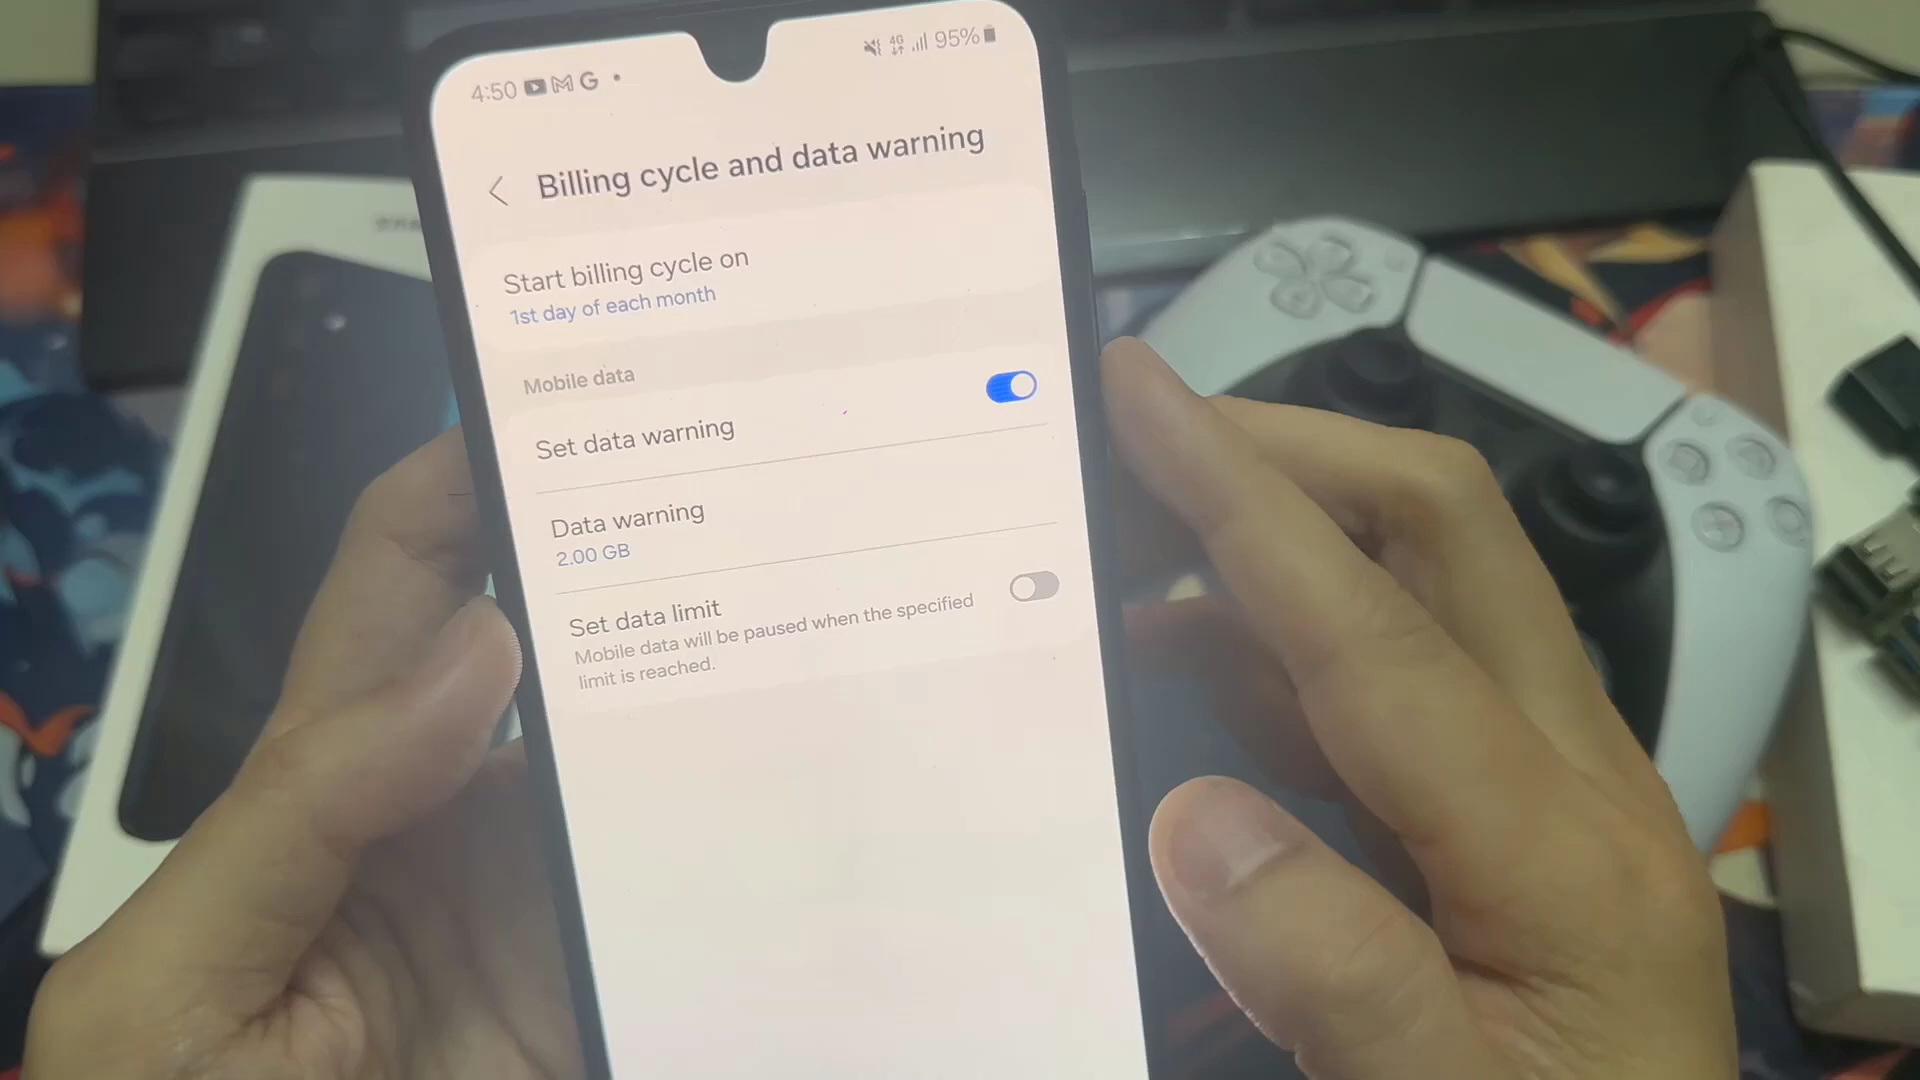 4:50
4G 95%
Billing cycle and data warning
Start billing cycle on
1st day of each month
Mobile data
Set data warning
Data warning
2.00 GB
Set data limit
Mobile data will be paused when the specified
limit is reached.